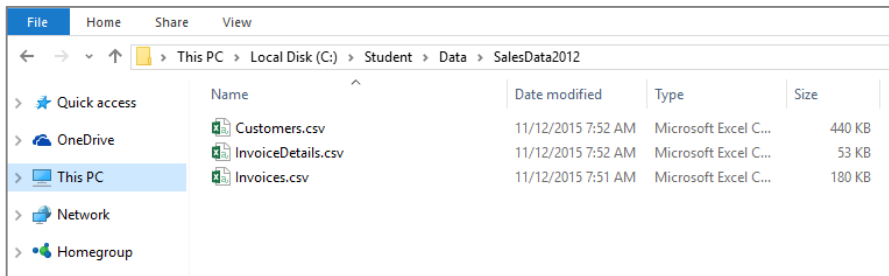 File Home Share View
This PC > Local Disk (C:) > Student > Data > SalesData2012
Quick access
OneDrive
This PC
Network
Homegroup
Name Date modified Type Size
Customers.csv 11/12/2015 7:52 AM Microsoft Excel C... 440 KB
InvoiceDetails.csv 11/12/2015 7:52 AM Microsoft Excel C... 53 KB
Invoices.csv 11/12/2015 7:51 AM Microsoft Excel C... 180 KB